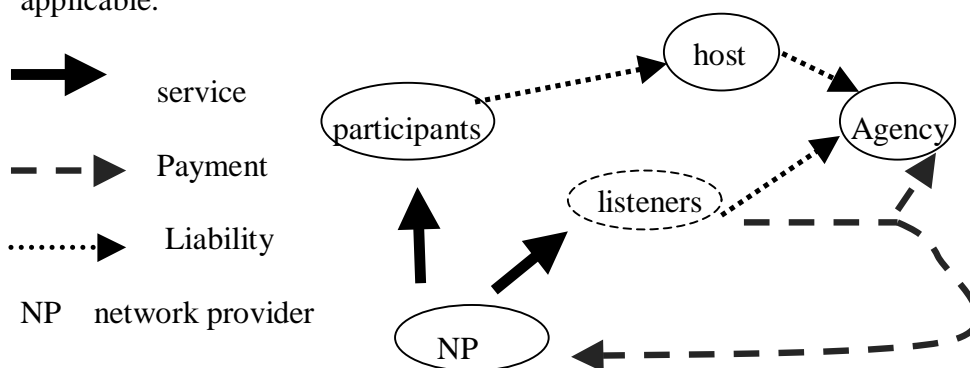 applicable.
service
Payment
Liability
NP network provider
host
participants
Agency
listeners
NP